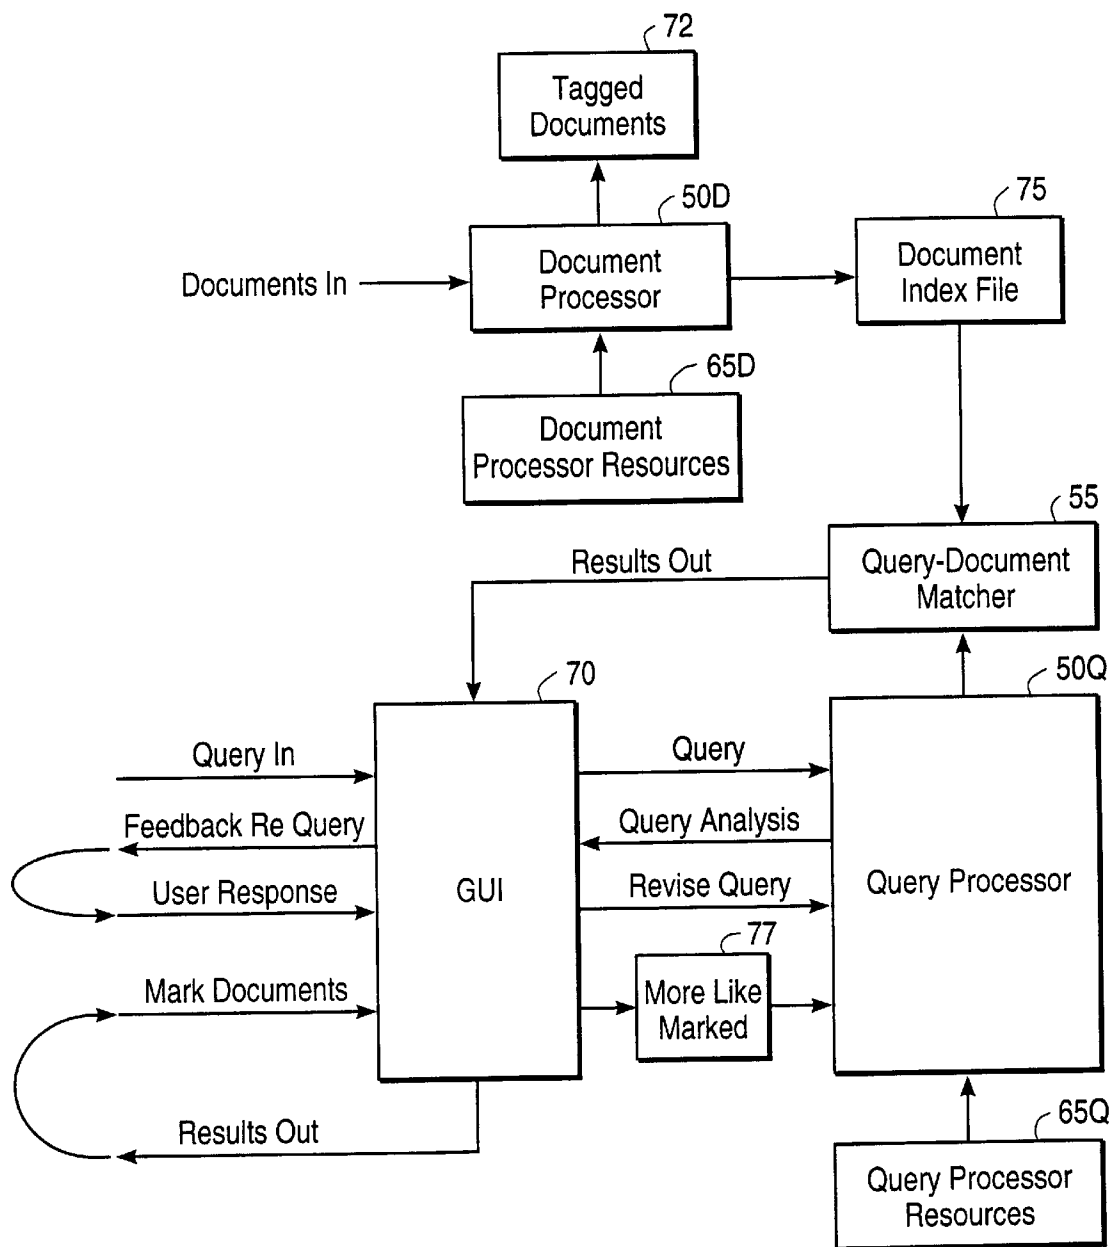 72
Tagged
Documents
50D
75
Documents In
Document
Processor
Document
Index File
65D
Document
Processor Resources
55
Results Out
Query-Document
Matcher
70
50Q
Query In
Query
Feedback Re Query
Query Analysis
User Response
GUI
Revise Query
Query Processor
77
Mark Documents
More Like
Marked
Results Out
65Q
Query Processor
Resources